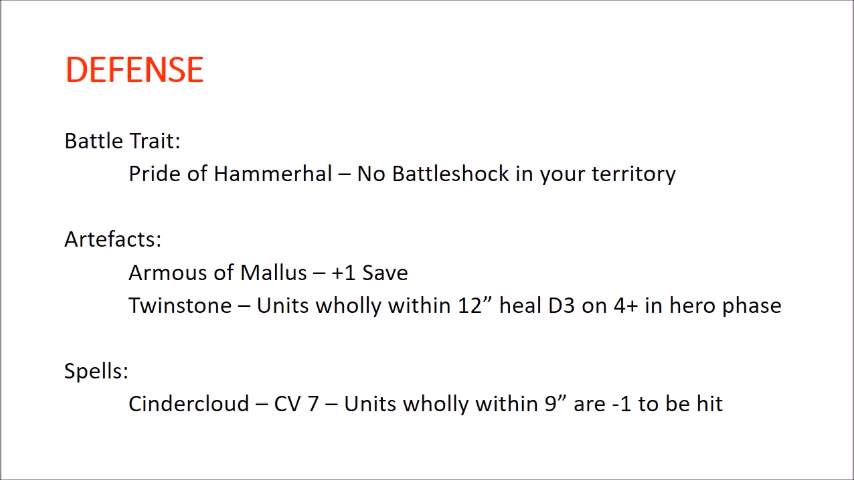 DEFENSE
Battle Trait:
Pride of Hammerhal – No Battleshock in your territory
Artefacts:
Armous of Mallus – +1 Save
Twinstone – Units wholly within 12” heal D3 on 4+ in hero phase
Spells:
Cindercloud – CV 7 – Units wholly within 9” are -1 to be hit